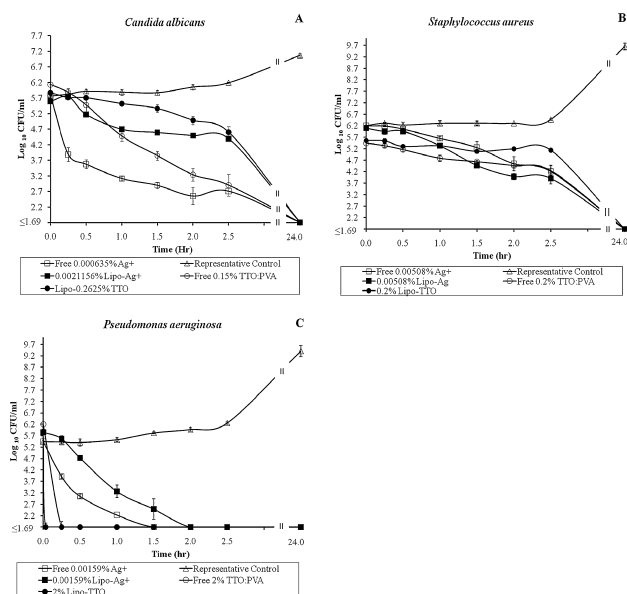 Candida albicans
A
Log 10 CFU/ml
7.7
7.2
6.7
6.2
5.7
5.2
4.7
4.2
3.7
3.2
2.7
2.2
≤1.69
0.0
0.5
1.0
1.5
2.0
2.5
24.0
Time (Hr)
Free 0.000635%Ag+
Representative Control
0.0021156% Lipo-Ag+
Free 0.15% TTO:PVA
Lipo-0.2625% TTO
Staphylococcus aureus
B
Log 10 CFU/ml
9.7
9.2
8.7
8.2
7.7
7.2
6.7
6.2
5.7
5.2
4.7
4.2
3.7
3.2
2.7
2.2
≤1.69
0.0
0.5
1.0
1.5
2.0
2.5
24.0
Time (hr)
Free 0.00508% Ag+
Representative Control
0.00508% Lipo-Ag
Free 0.2% TTO:PVA
0.2% Lipo-TTO
Pseudomonas aeruginosa
C
Log 10 CFU/ml
9.7
9.2
8.7
8.2
7.7
7.2
6.7
6.2
5.7
5.2
4.7
4.2
3.7
3.2
2.7
2.2
≤1.69
0.0
0.5
1.0
1.5
2.0
2.5
24.0
Time (hr)
Free 0.00159%Ag+
Representative Control
0.00159% Lipo-Ag+
Free 2% TTO:PVA
2% Lipo-TTO